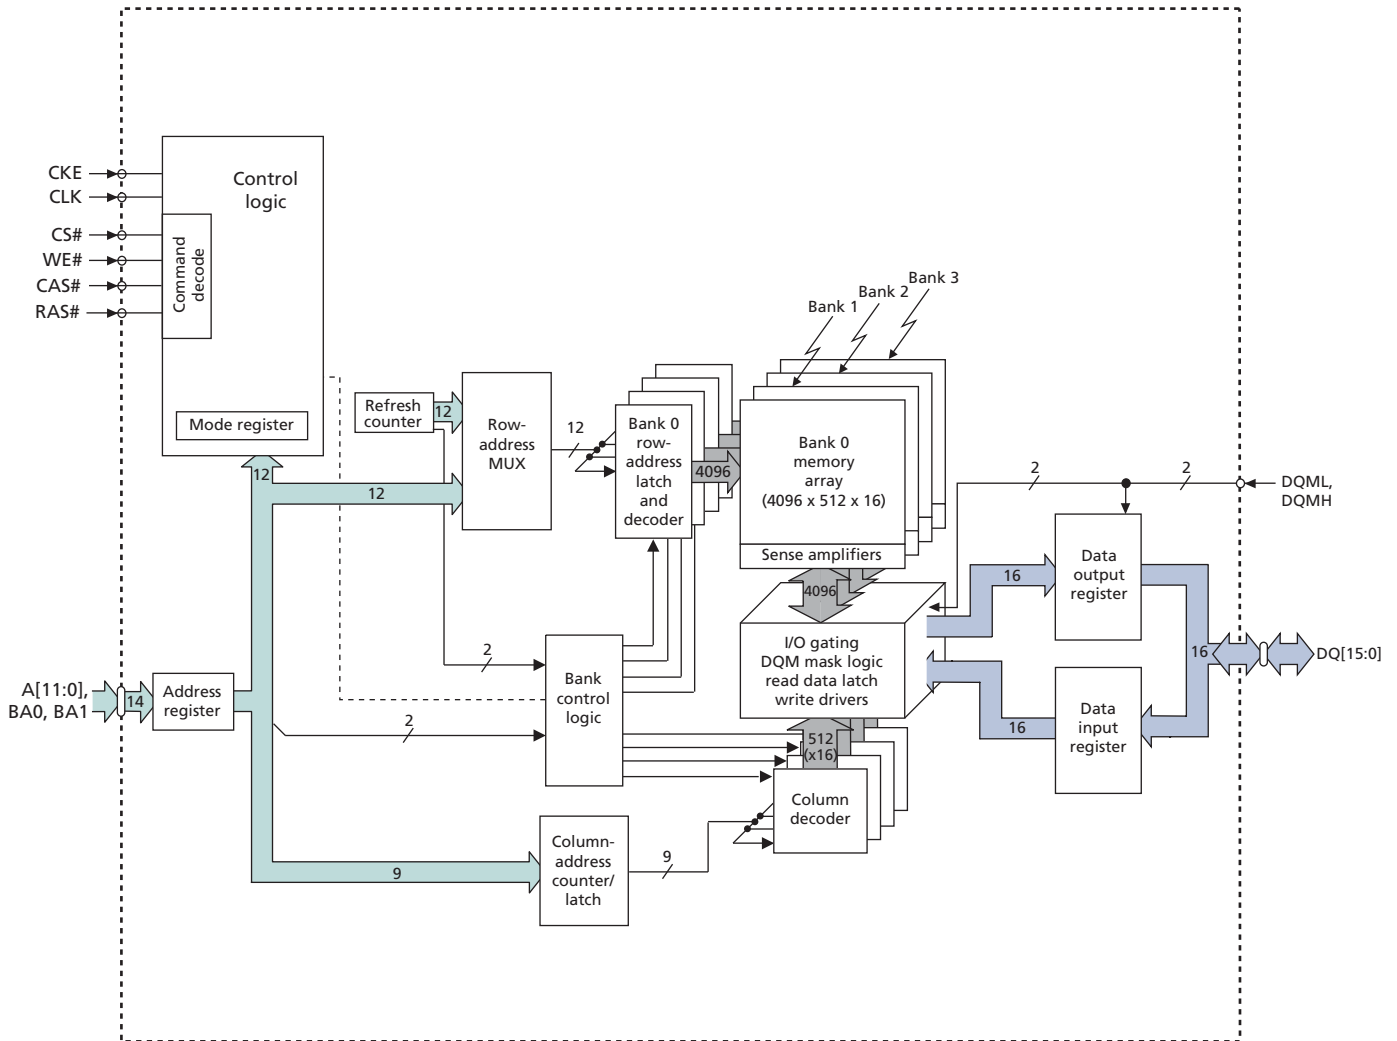 CKE
CLK
CS#
WE#
CAS#
RAS#
Control
logic
Command
decode
Mode register
Bank 3
Bank 2
Bank 1
Refresh
counter
12
Row-
address
MUX
12
12
12
Bank 0
row-
address
latch
and
decoder
4096
Bank 0
memory
array
(4096 x 512 x 16)
Sense amplifiers
4096
I/O gating
DQM mask logic
read data latch
write drivers
2
2
DQML,
DQMH
Data
output
register
16
16
DQ[15:0]
Data
input
register
16
A[11:0],
BA0, BA1
14
Address
register
2
2
Bank
control
logic
512
(x16)
Column
decoder
9
Column-
address
counter/
latch
9